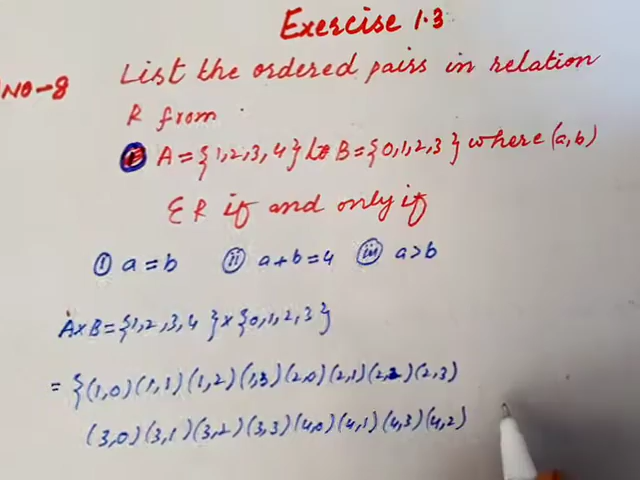 Exercise 1.3
NO-8 List the ordered pairs in relation
R from
A={1,2,3,4} to B={0,1,2,3} where (a,b)
ER if and only if
(i) a=b (ii) a+b=4 (iii) a>b
A×B={1,2,3,4}×{0,1,2,3}
={(1,0)(1,1)(1,2)(1,3)(2,0)(2,1)(2,2)(2,3)
(3,0)(3,1)(3,2)(3,3)(4,0)(4,1)(4,3)(4,2)